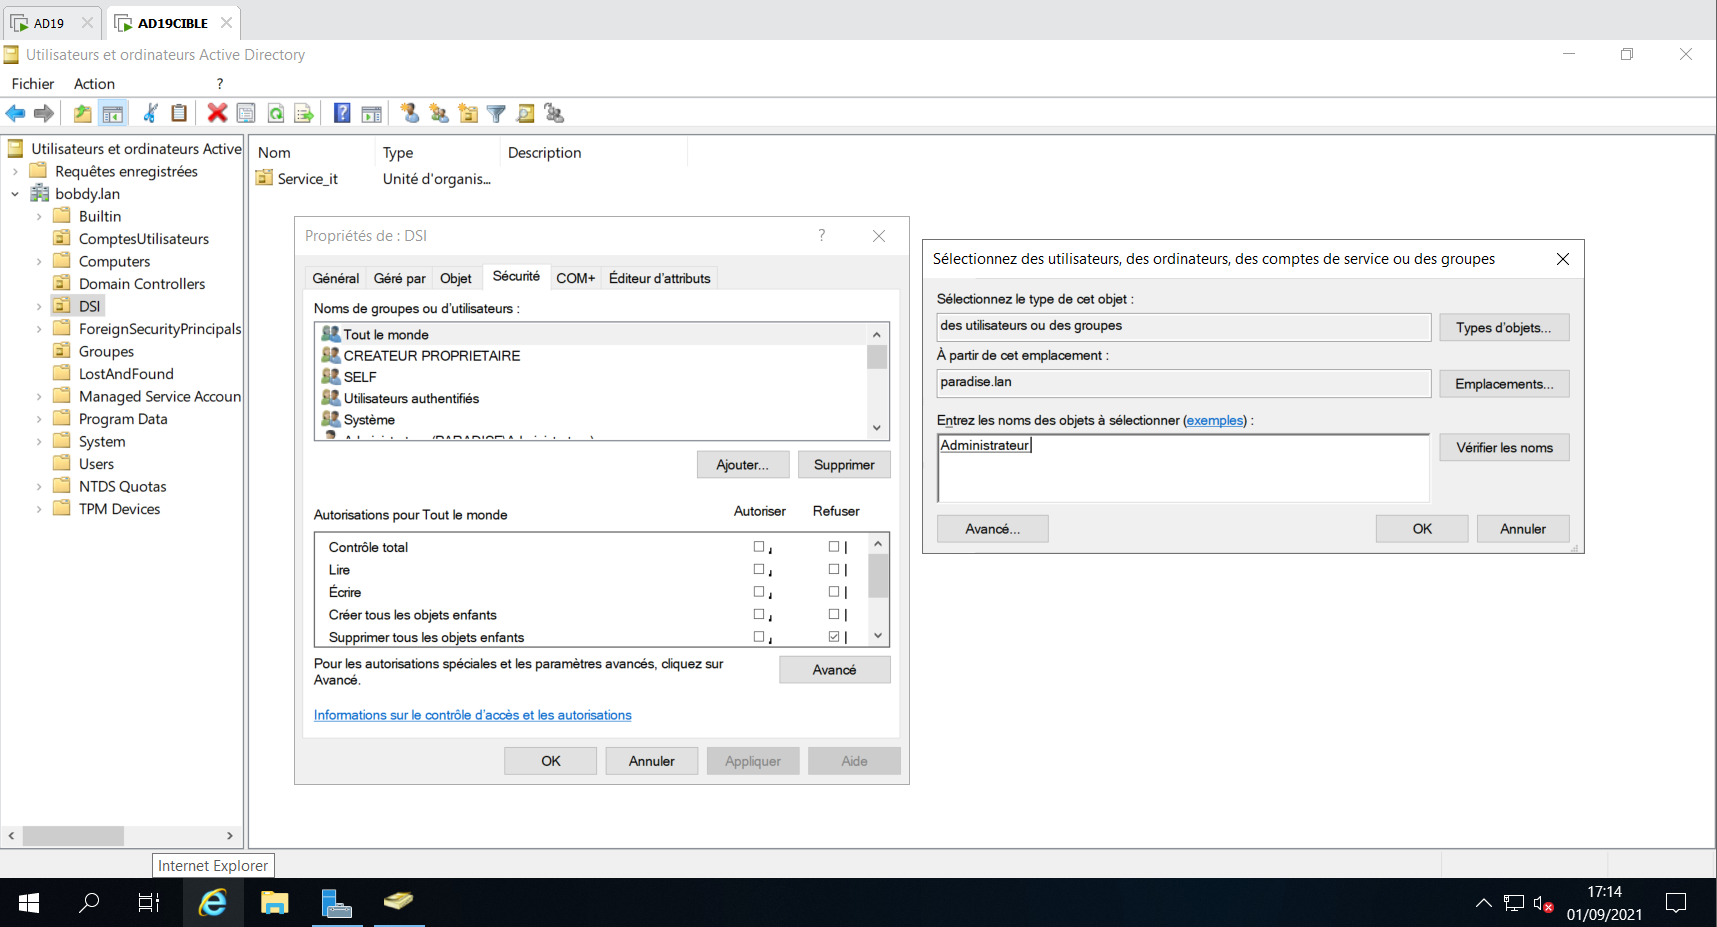 AD19
AD19CIBLE
Utilisateurs et ordinateurs Active Directory
Fichier Action ?
Utilisateurs et ordinateurs Active
Requêtes enregistrées
bobdy.lan
Builtin
ComptesUtilisateurs
Computers
Domain Controllers
DSI
ForeignSecurityPrincipals
Groupes
LostAndFound
Managed Service Accoun
Program Data
System
Users
NTDS Quotas
TPM Devices
Nom Type Description
Service_it Unité d'organis...
Propriétés de : DSI ?
Général Géré par Objet Sécurité COM+ Éditeur d'attributs
Noms de groupes ou d'utilisateurs :
Tout le monde
CREATEUR PROPRIETAIRE
SELF
Utilisateurs authentifiés
Système
Ajouter... Supprimer
Autorisations pour Tout le monde Autoriser Refuser
Contrôle total
Lire
Écrire
Créer tous les objets enfants
Supprimer tous les objets enfants
Pour les autorisations spéciales et les paramètres avancés, cliquez sur
Avancé.
Avancé
Informations sur le contrôle d'accès et les autorisations
OK Annuler Appliquer Aide
Sélectionnez des utilisateurs, des ordinateurs, des comptes de service ou des groupes
Sélectionnez le type de cet objet :
des utilisateurs ou des groupes Types d'objets...
À partir de cet emplacement :
paradise.lan Emplacements...
Entrez les noms des objets à sélectionner (exemples) :
Administrateur Vérifier les noms
Avancé... OK Annuler
Internet Explorer
17:14
01/09/2021